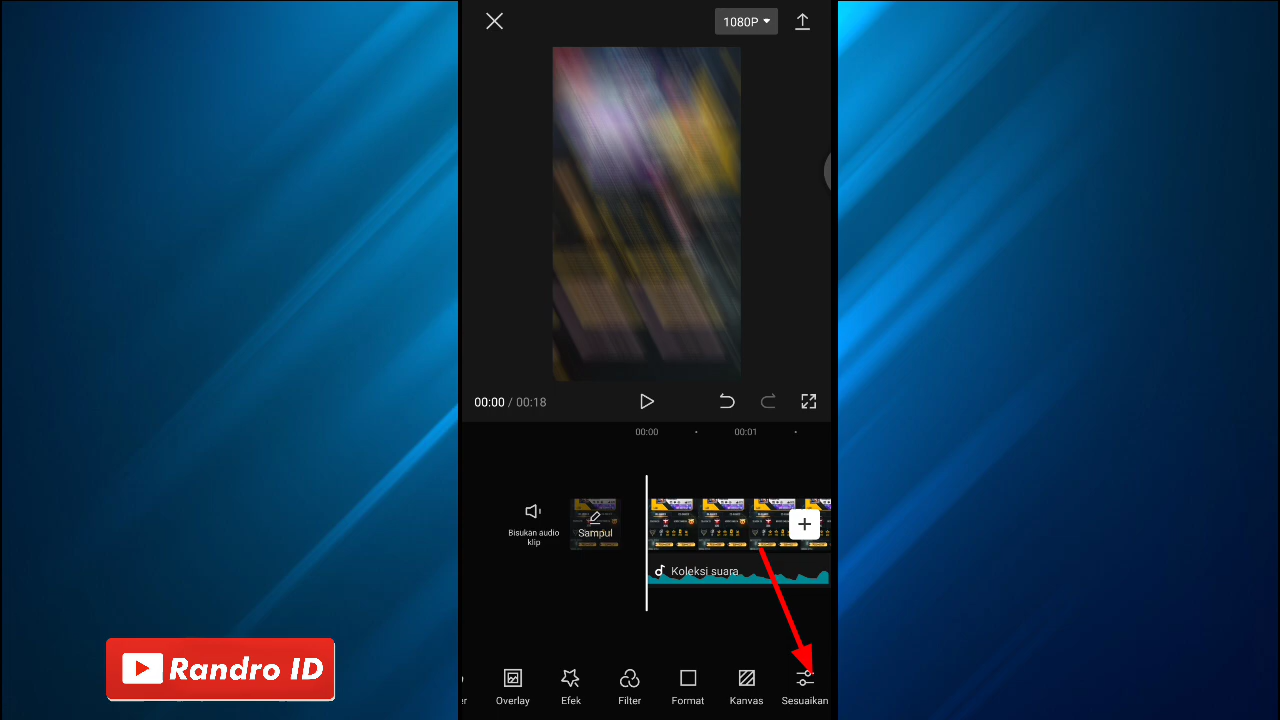 1080P
00:00 / 00:18
00:00
00:01
Bisukan audio
klip
Sampul
Koleksi suara
er
Overlay
Efek
Filter
Format
Kanvas
Sesuaikan
Randro ID